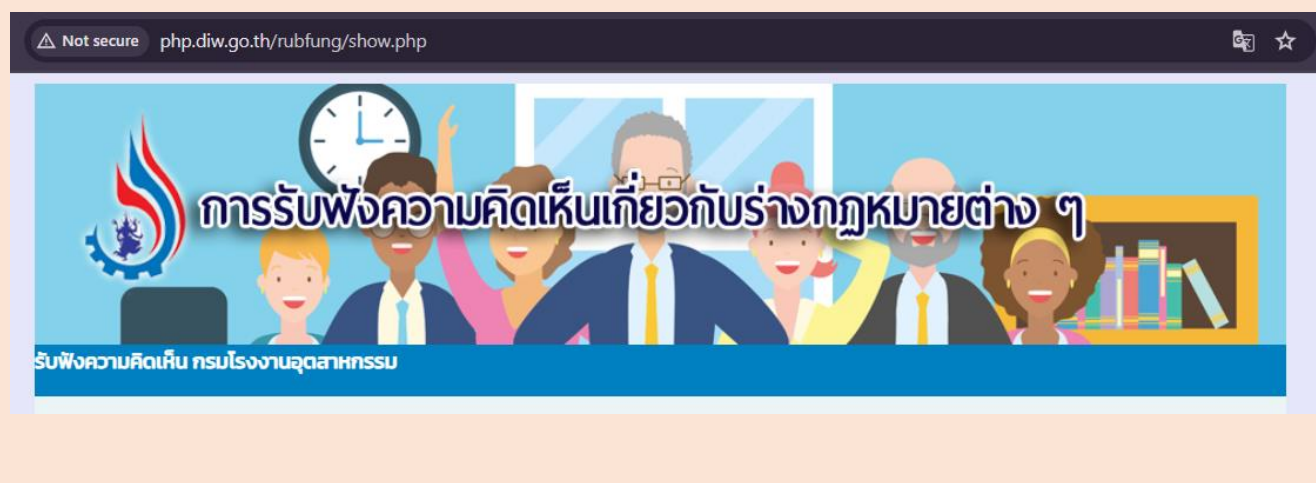 Not secure php.diw.go.th/rubfung/show.php
การรับฟังความคิดเห็นเกี่ยวกับร่างกฎหมายต่าง ๆ
รับฟังความคิดเห็น กรมโรงงานอุตสาหกรรม